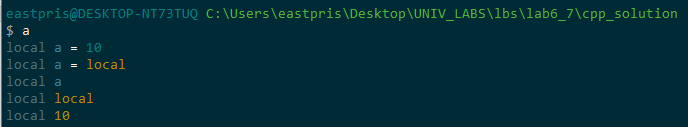 eastpris@DESKTOP-NT73TUQ C:\Users\eastpris\Desktop\UNIV_LABS\lbs\lab6_7\cpp_solution
$ a
local a = 10
local a = local
local a
local local
local 10